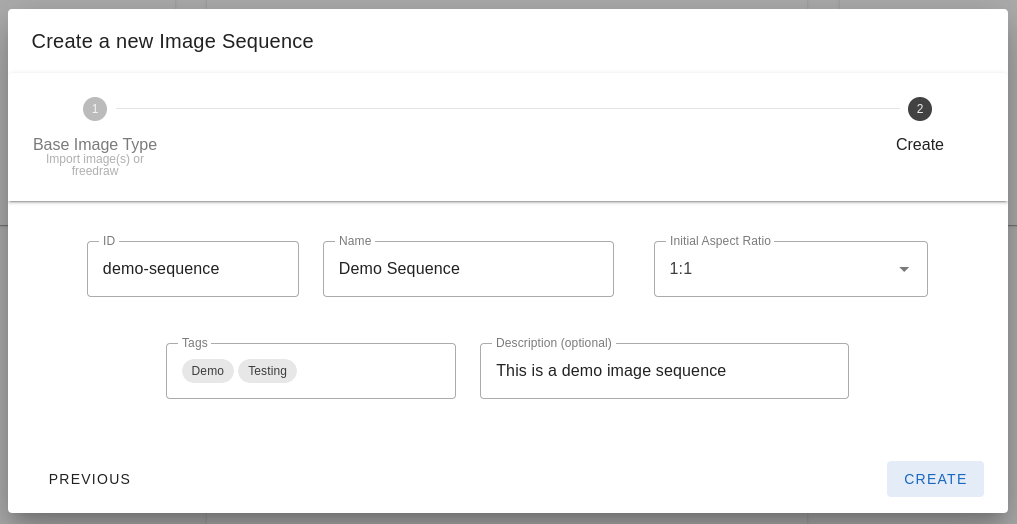 Create a new Image Sequence
1
2
Base Image Type
Create
Import image(s) or
freedraw
ID
Name
Initial Aspect Ratio
demo-sequence
Demo Sequence
1:1
Tags
Description (optional)
Demo
Testing
This is a demo image sequence
PREVIOUS
CREATE